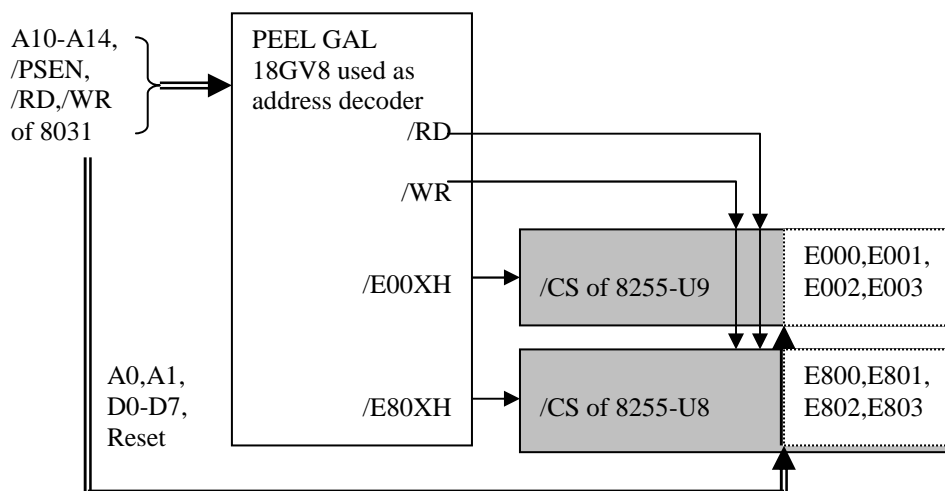 A10-A14,
/PSEN,
/RD,/WR
of 8031
PEEL GAL
18GV8 used as
address decoder
/RD
/WR
/E00XH
/E80XH
/CS of 8255-U9
E000,E001,
E002,E003
/CS of 8255-U8
E800,E801,
E802,E803
A0,A1,
D0-D7,
Reset